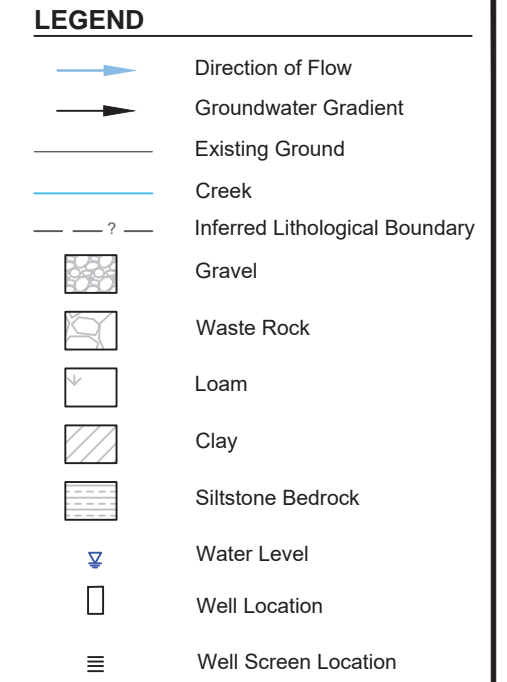 LEGEND
Direction of Flow
Groundwater Gradient
Existing Ground
Creek
?
Inferred Lithological Boundary
Gravel
Waste Rock
Loam
Clay
Siltstone Bedrock
Water Level
Well Location
Well Screen Location